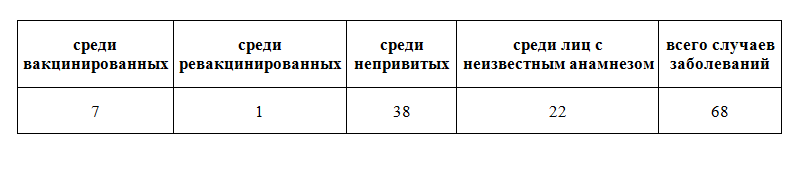 среди вакцинированных
среди ревакцинированных
среди непривитых
среди лиц с неизвестным анамнезом
всего случаев заболеваний
7
1
38
22
68